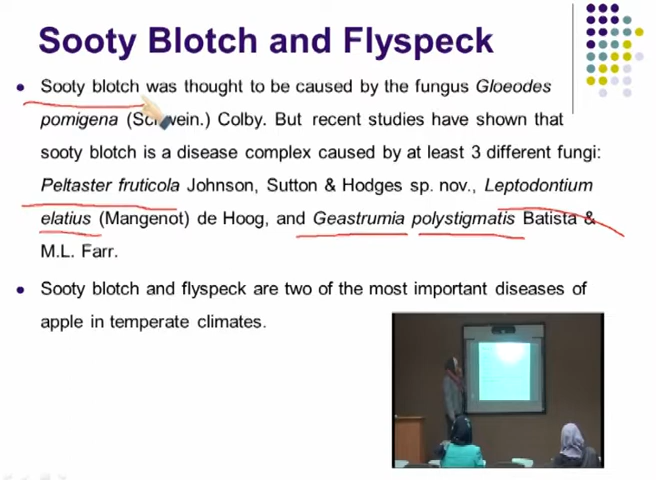 Sooty Blotch and Flyspeck
Sooty blotch was thought to be caused by the fungus Gloeodes
pomigena (Schwein.) Colby. But recent studies have shown that
sooty blotch is a disease complex caused by at least 3 different fungi:
Peltaster fruticola Johnson, Sutton & Hodges sp. nov., Leptodontium
elatius (Mangenot) de Hoog, and Geastrumia polystigmatis Batista &
M.L. Farr.
Sooty blotch and flyspeck are two of the most important diseases of
apple in temperate climates.